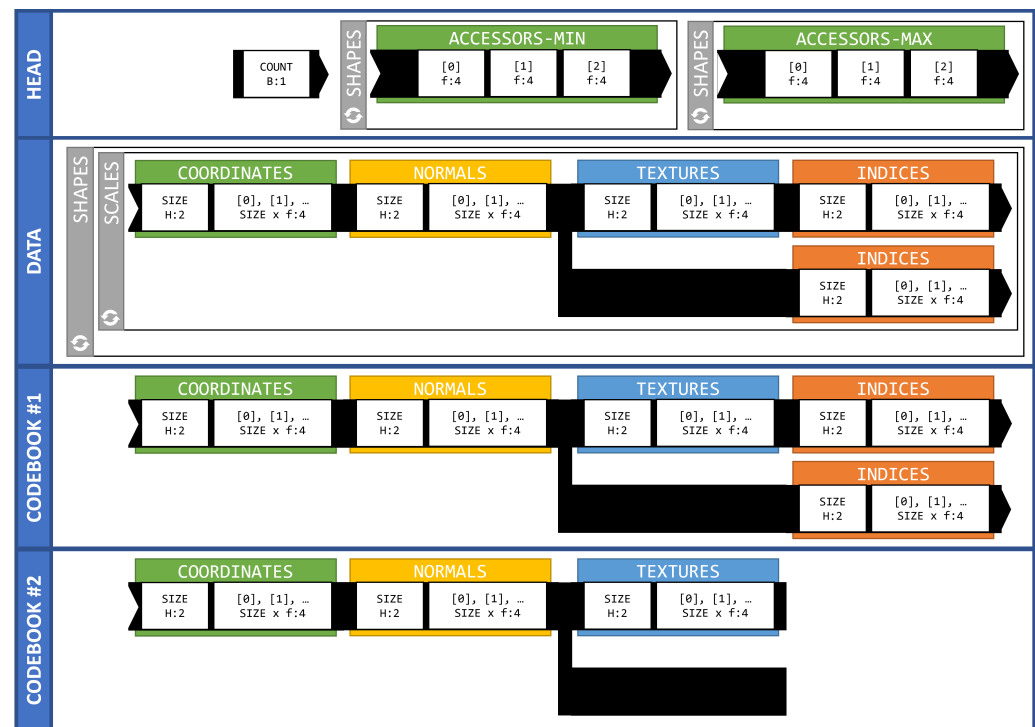 HEAD
COUNT
B:1
SHAPES
ACCESSORS-MIN
[0]
f:4
[1]
f:4
[2]
f:4
SHAPES
ACCESSORS-MAX
[0]
f:4
[1]
f:4
[2]
f:4
DATA
SHAPES
SCALES
COORDINATES
SIZE
H:2
[0], [1], …
SIZE x f:4
NORMALS
SIZE
H:2
[0], [1], …
SIZE x f:4
TEXTURES
SIZE
H:2
[0], [1], …
SIZE x f:4
INDICES
SIZE
H:2
[0], [1], …
SIZE x f:4
INDICES
SIZE
H:2
[0], [1], …
SIZE x f:4
CODEBOOK #1
COORDINATES
SIZE
H:2
[0], [1], …
SIZE x f:4
NORMALS
SIZE
H:2
[0], [1], …
SIZE x f:4
TEXTURES
SIZE
H:2
[0], [1], …
SIZE x f:4
INDICES
SIZE
H:2
[0], [1], …
SIZE x f:4
INDICES
SIZE
H:2
[0], [1], …
SIZE x f:4
CODEBOOK #2
COORDINATES
SIZE
H:2
[0], [1], …
SIZE x f:4
NORMALS
SIZE
H:2
[0], [1], …
SIZE x f:4
TEXTURES
SIZE
H:2
[0], [1], …
SIZE x f:4